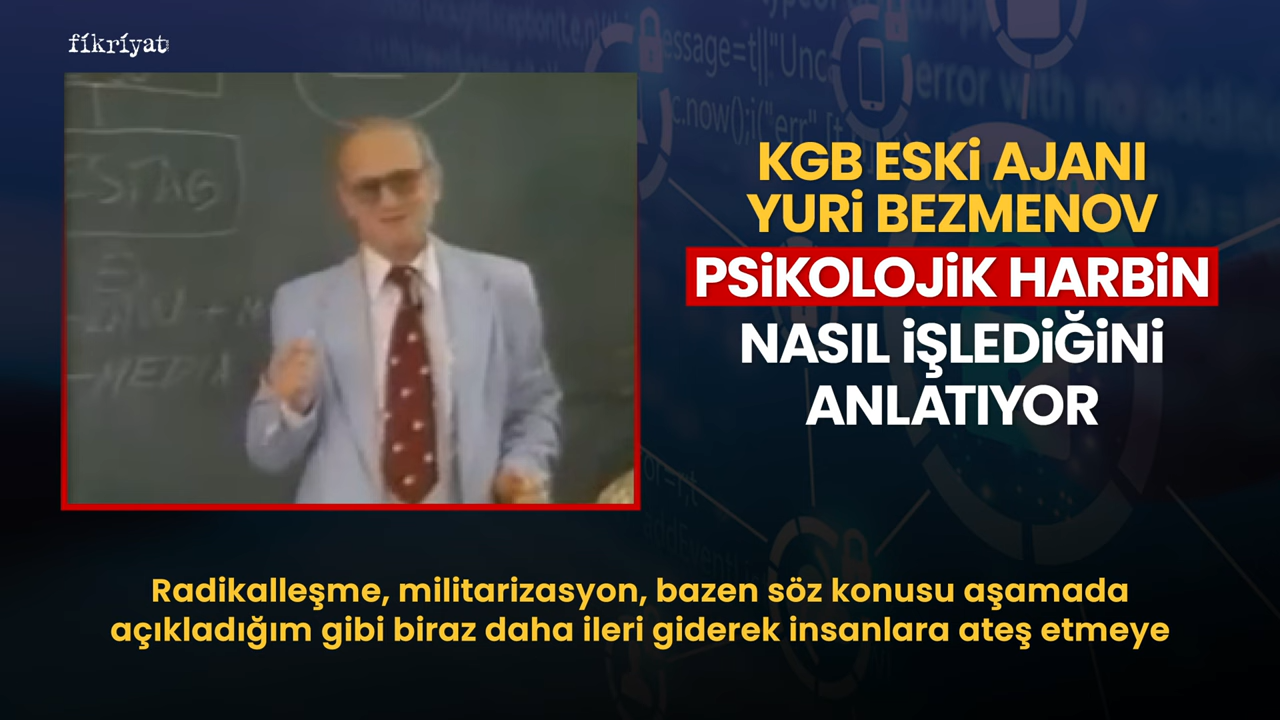 fikriyat
KGB ESKİ AJANI
YURİ BEZMENOV
PSİKOLOJİK HARBİN
NASIL İŞLEDİĞİNİ
ANLATIYOR
- MEDIA
Radikalleşme, militarizasyon, bazen söz konusu aşamada
açıkladığım gibi biraz daha ileri giderek insanlara ateş etmeye